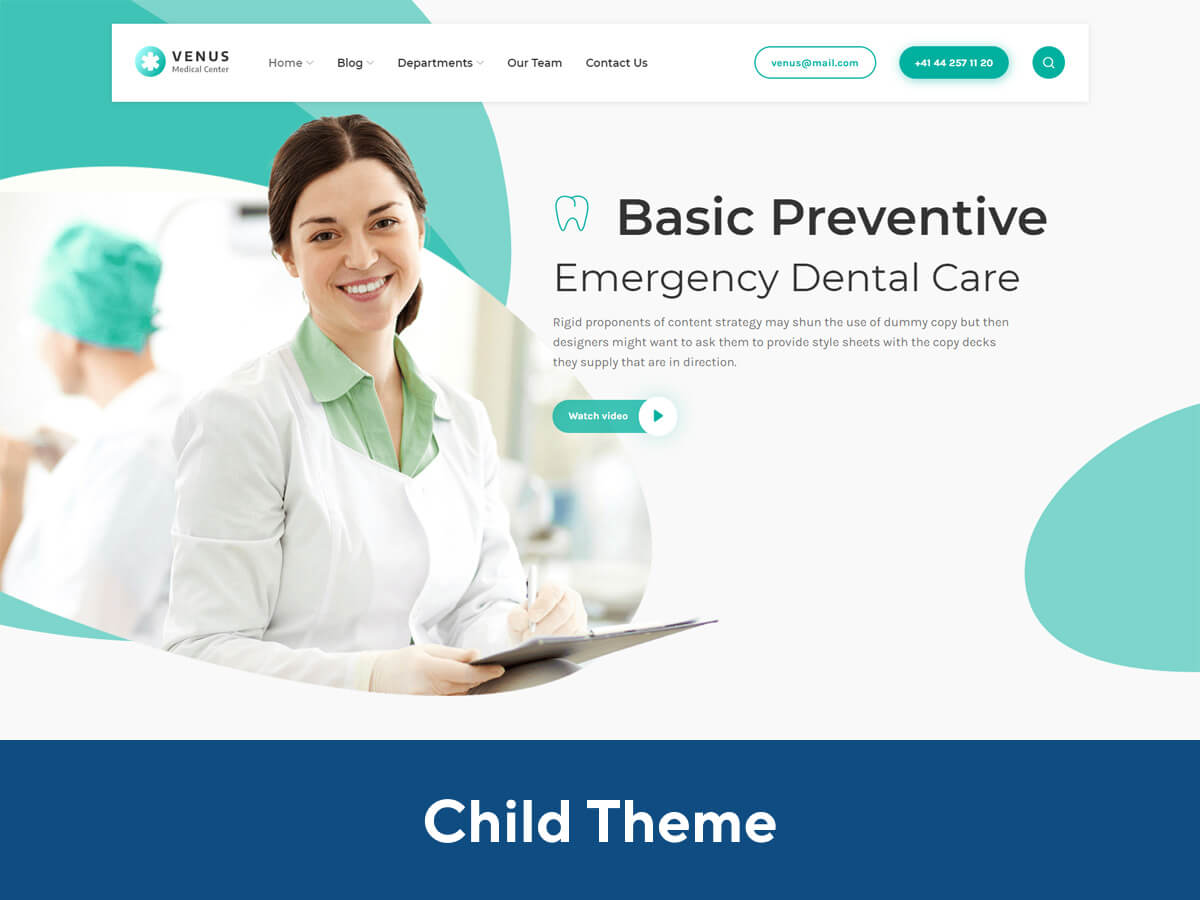 VENUS
Medical Center
Home
Blog
Departments
Our Team
Contact Us
venus@mail.com
+41 44 257 11 20
Basic Preventive
Emergency Dental Care
Rigid proponents of content strategy may shun the use of dummy copy but then
designers might want to ask them to provide style sheets with the copy decks
they supply that are in direction.
Watch video
Child Theme